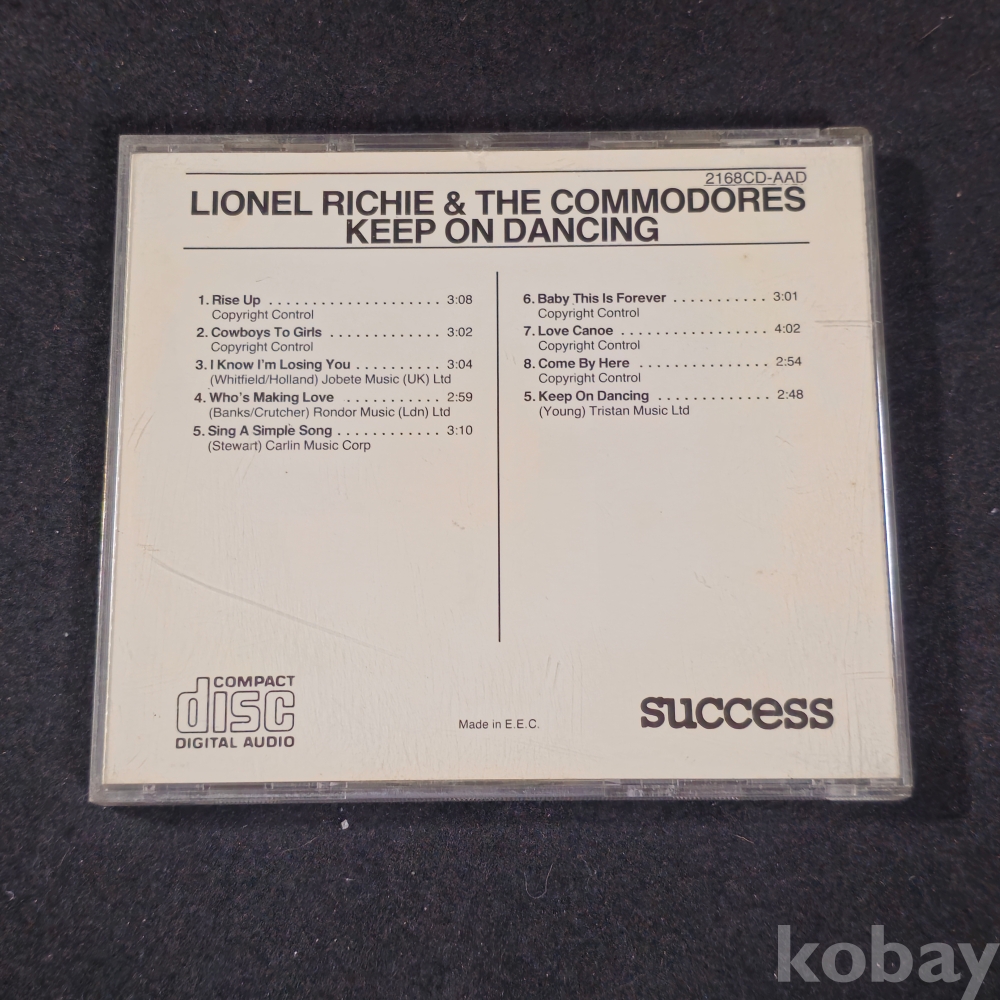 2168CD-AAD
LIONEL RICHIE & THE COMMODORES
KEEP ON DANCING
1. Rise Up .................... 3:08
Copyright Control
2. Cowboys To Girls ............. 3:02
Copyright Control
3. I Know I'm Losing You .......... 3:04
(Whitfield/Holland) Jobete Music (UK) Ltd
4. Who's Making Love ........... 2:59
(Banks/Crutcher) Rondor Music (Ldn) Ltd
5. Sing A Simple Song ............ 3:10
(Stewart) Carlin Music Corp
6. Baby This Is Forever ........... 3:01
Copyright Control
7. Love Canoe ................. 4:02
Copyright Control
8. Come By Here ............... 2:54
Copyright Control
5. Keep On Dancing ............. 2:48
(Young) Tristan Music Ltd
COMPACT
disc
DIGITAL AUDIO
Made in E.E.C.
success
kobay